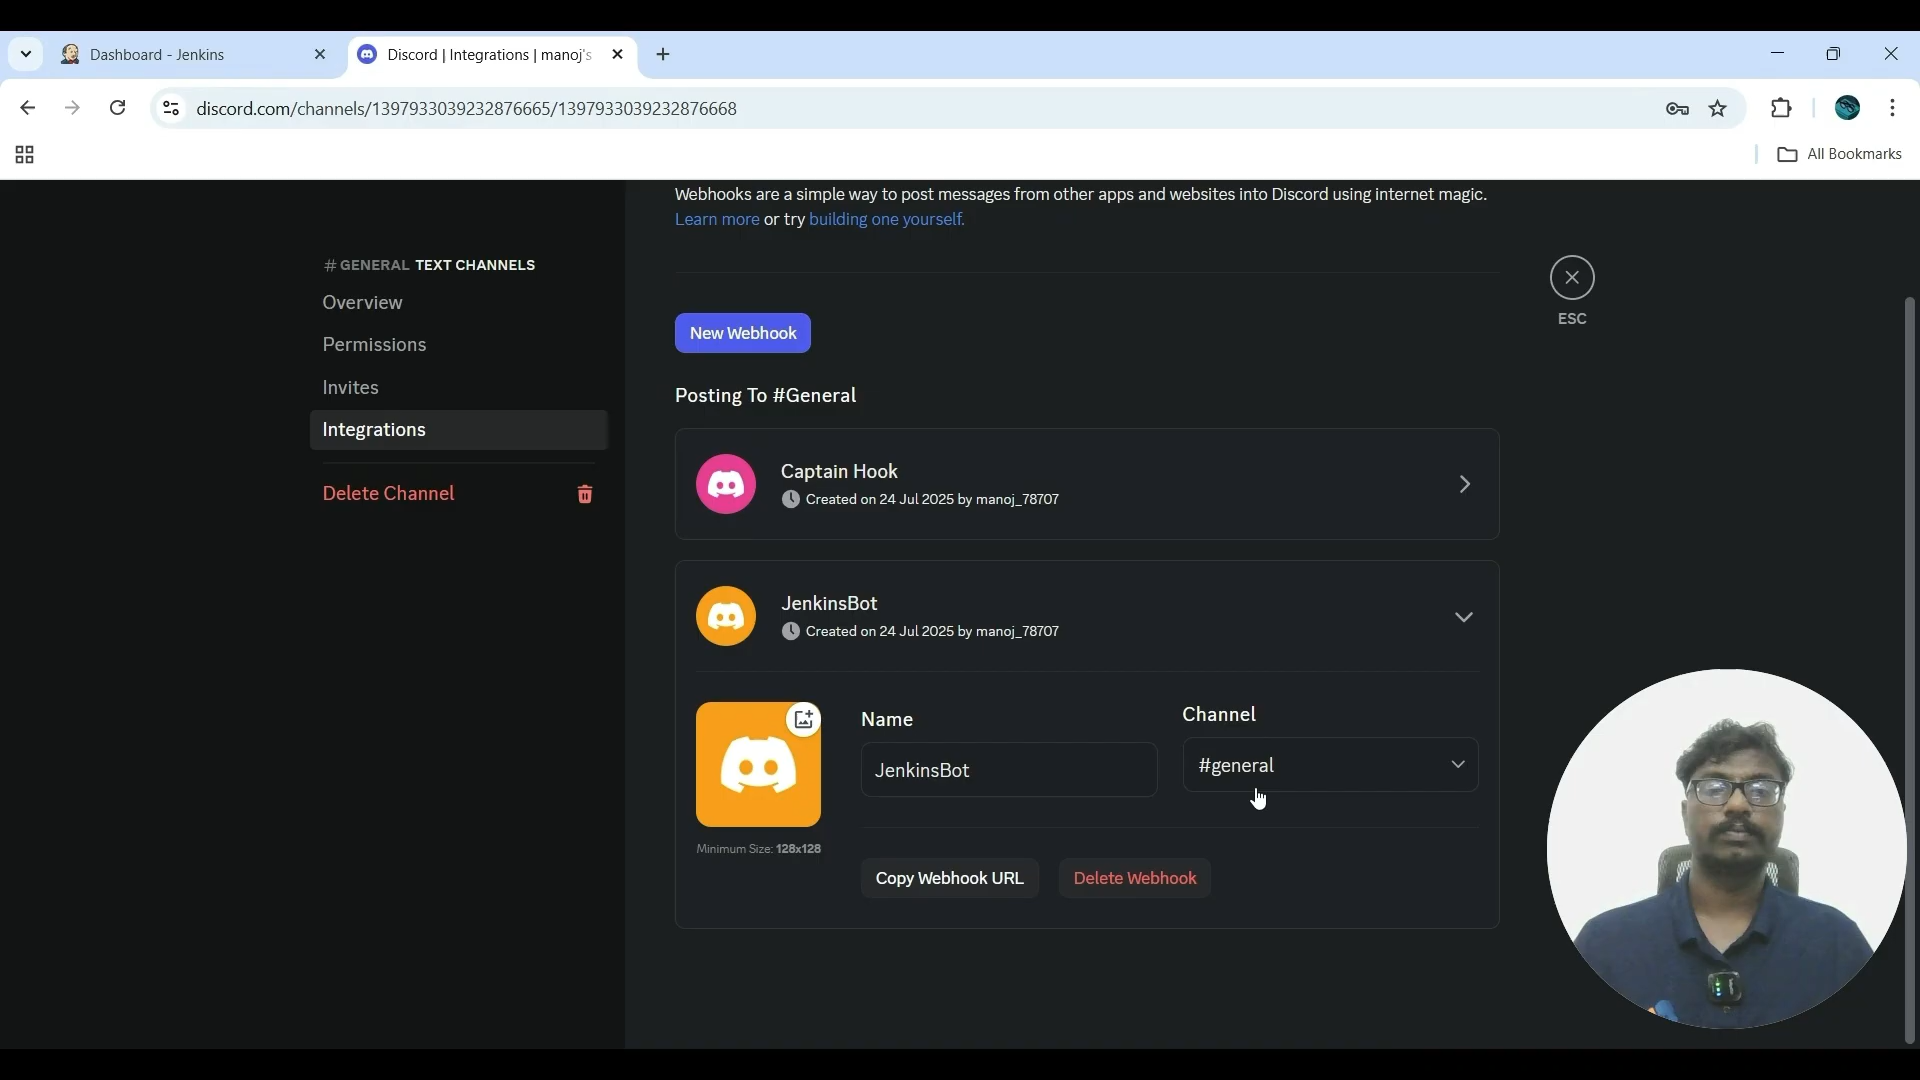 Dashboard - Jenkins
Discord | Integrations | manoj's
discord.com/channels/1397933039232876665/1397933039232876668
All Bookmarks
Webhooks are a simple way to post messages from other apps and websites into Discord using internet magic.
Learn more or try building one yourself.
# GENERAL TEXT CHANNELS
Overview
Permissions
Invites
Integrations
Delete Channel
ESC
New Webhook
Posting To #General
Captain Hook
Created on 24 Jul 2025 by manoj_78707
JenkinsBot
Created on 24 Jul 2025 by manoj_78707
Name
Channel
JenkinsBot
#general
Minimum Size: 128x128
Copy Webhook URL
Delete Webhook